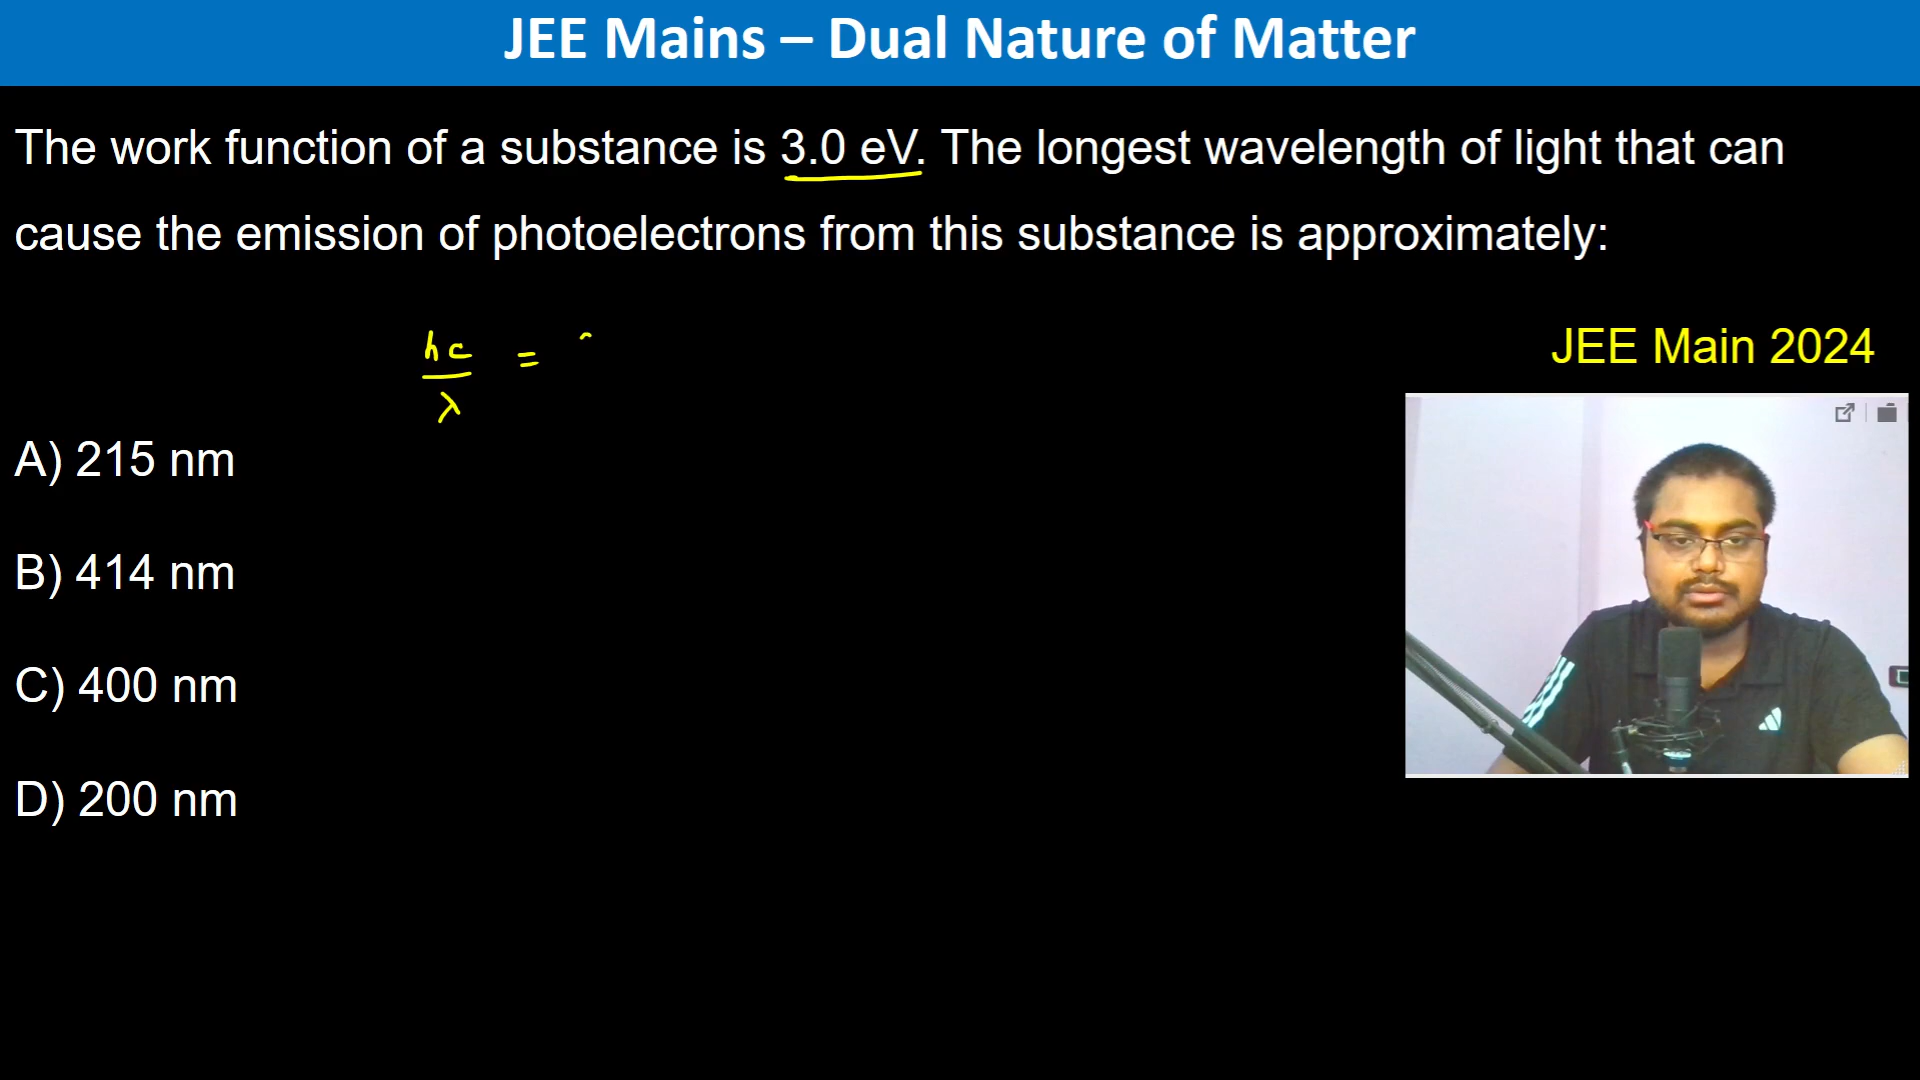 JEE Mains – Dual Nature of Matter
The work function of a substance is 3.0 eV. The longest wavelength of light that can
cause the emission of photoelectrons from this substance is approximately:
hc
=
λ
JEE Main 2024
A) 215 nm
B) 414 nm
C) 400 nm
D) 200 nm